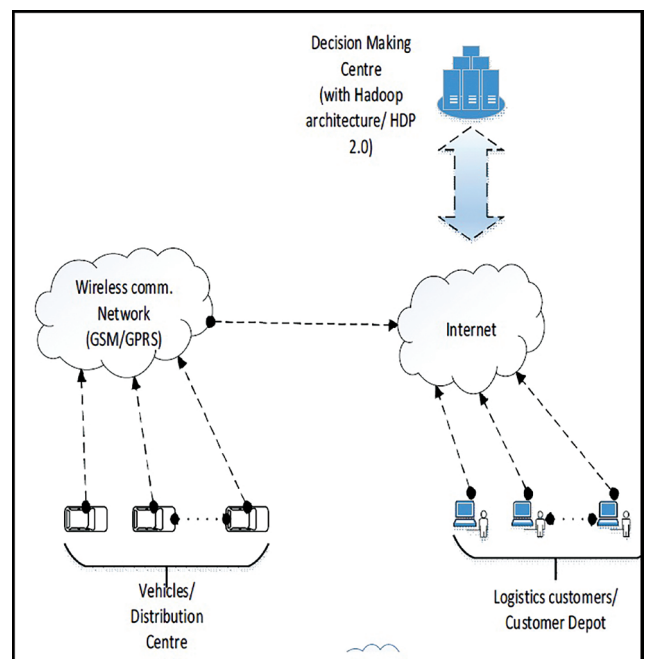 Decision Making
Centre
(with Hadoop
architecture/ HDP
2.0)
Wireless comm.
Network
(GSM/GPRS)
Internet
Vehicles/
Distribution
Centre
Logistics customers/
Customer Depot